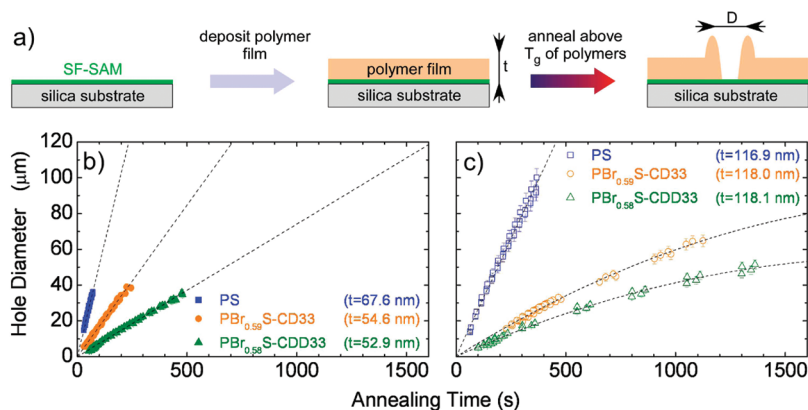 a)
deposit polymer
film
anneal above
Tg of polymers
D
SF-SAM
silica substrate
polymer film
silica substrate
t
silica substrate
b)
c)
Hole Diameter (μm)
120
100
80
60
40
20
0
PS (t=67.6 nm)
PBr0.59S-CD33 (t=54.6 nm)
PBr0.58S-CDD33 (t=52.9 nm)
PS (t=116.9 nm)
PBr0.59S-CD33 (t=118.0 nm)
PBr0.58S-CDD33 (t=118.1 nm)
0 500 1000 1500
0 500 1000 1500
Annealing Time (s)